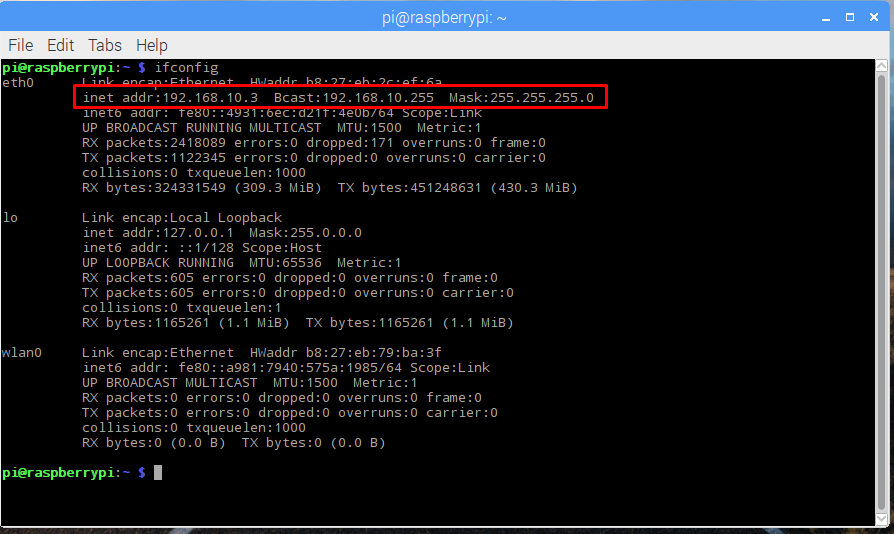 pi@raspberrypi: ~
File Edit Tabs Help
pi@raspberrypi:~ $ ifconfig
eth0 Link encap:Ethernet HWaddr b8:27:eb:2c:ef:6a
inet addr:192.168.10.3 Bcast:192.168.10.255 Mask:255.255.255.0
inet6 addr: fe80::4931:6ec:d21f:4e0b/64 Scope:Link
UP BROADCAST RUNNING MULTICAST MTU:1500 Metric:1
RX packets:2418089 errors:0 dropped:171 overruns:0 frame:0
TX packets:1122345 errors:0 dropped:0 overruns:0 carrier:0
collisions:0 txqueuelen:1000
RX bytes:324331549 (309.3 MiB) TX bytes:451248631 (430.3 MiB)
lo Link encap:Local Loopback
inet addr:127.0.0.1 Mask:255.0.0.0
inet6 addr: ::1/128 Scope:Host
UP LOOPBACK RUNNING MTU:65536 Metric:1
RX packets:605 errors:0 dropped:0 overruns:0 frame:0
TX packets:605 errors:0 dropped:0 overruns:0 carrier:0
collisions:0 txqueuelen:1
RX bytes:1165261 (1.1 MiB) TX bytes:1165261 (1.1 MiB)
wlan0 Link encap:Ethernet HWaddr b8:27:eb:79:ba:3f
inet6 addr: fe80::a981:7940:575a:1985/64 Scope:Link
UP BROADCAST MULTICAST MTU:1500 Metric:1
RX packets:0 errors:0 dropped:0 overruns:0 frame:0
TX packets:0 errors:0 dropped:0 overruns:0 carrier:0
collisions:0 txqueuelen:1000
RX bytes:0 (0.0 B) TX bytes:0 (0.0 B)
pi@raspberrypi:~ $